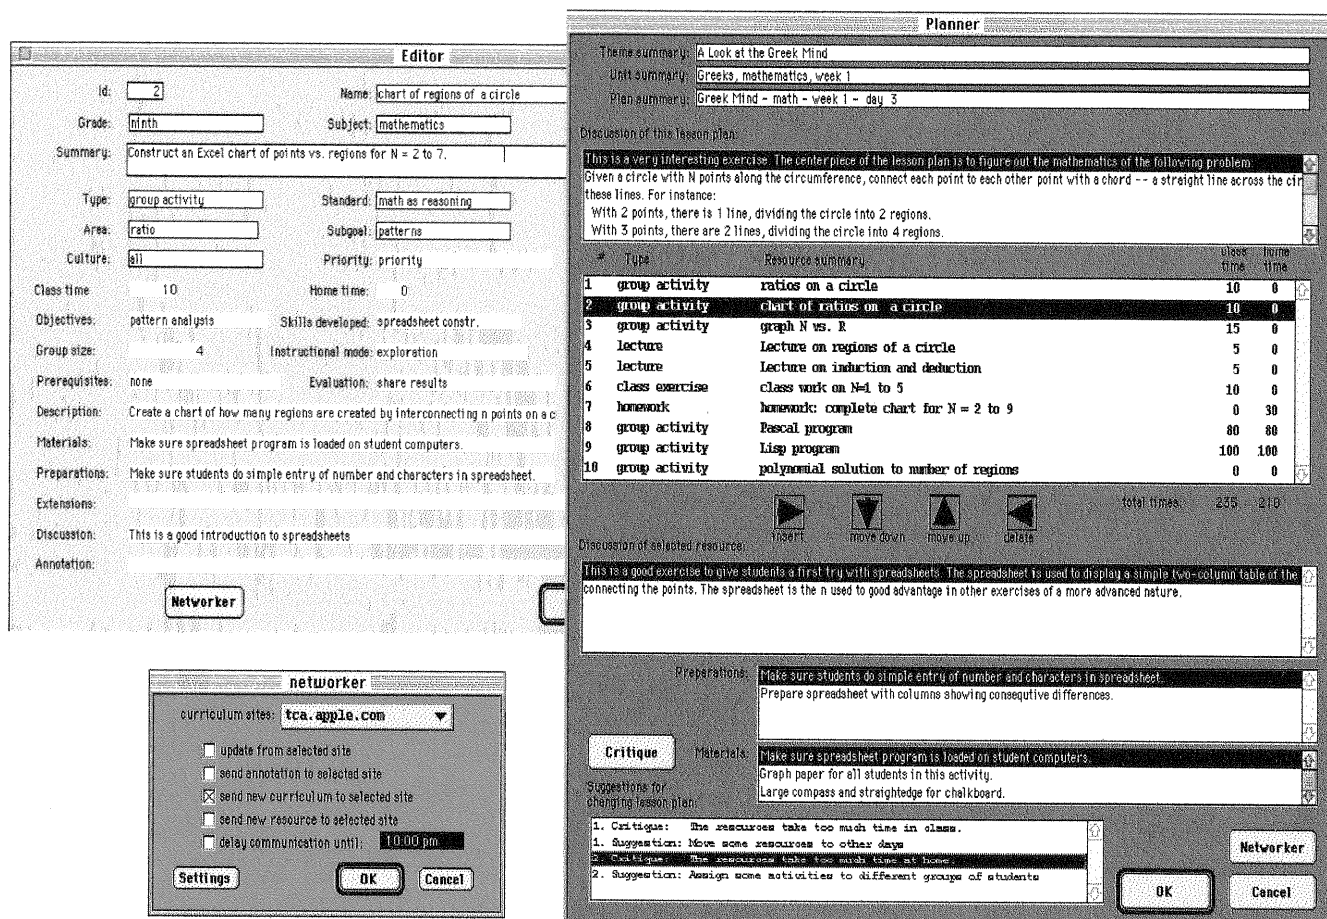 Editor
Id: 2 Name: chart of regions of a circle
Grade: ninth Subject: mathematics
Summary: Construct an Excel chart of points vs. regions for N = 2 to 7.
Type: group activity Standard: math as reasoning
Area: ratio Subgoal: patterns
Culture: all Priority: priority
Class time 10 Home time: 0
Objectives: pattern analysis Skills developed: spreadsheet constr.
Group size: 4 Instructional mode: exploration
Prerequisites: none Evaluation: share results
Description: Create a chart of how many regions are created by interconnecting n points on a c
Materials: Make sure spreadsheet program is loaded on student computers.
Preparations: Make sure students do simple entry of number and characters in spreadsheet.
Extensions:
Discussion: This is a good introduction to spreadsheets
Annotation:
Networker
networker
curriculum sites: tca.apple.com
update from selected site
send annotation to selected site
send new curriculum to selected site
send new resource to selected site
delay communication until: 10:00 pm
Settings OK Cancel
Planner
Theme summary: A Look at the Greek Mind
Unit summary: Greeks, mathematics, week 1
Plan summary: Greek Mind - math - week 1 - day 3
Discussion of this lesson plan:
This is a very interesting exercise. The centerpiece of the lesson plan is to figure out the mathematics of the following problem:
Given a circle with N points along the circumference, connect each point to each other point with a chord -- a straight line across the cir
these lines. For instance:
With 2 points, there is 1 line, dividing the circle into 2 regions.
With 3 points, there are 2 lines, dividing the circle into 4 regions.
# Type Resource summary class time home time
1 group activity ratios on a circle 10 0
2 group activity chart of ratios on a circle 10 0
3 group activity graph N vs. R 15 0
4 lecture Lecture on regions of a circle 5 0
5 lecture Lecture on induction and deduction 5 0
6 class exercise class work on N=1 to 5 10 0
7 homework homework: complete chart for N = 2 to 9 0 30
8 group activity Pascal program 80 80
9 group activity Lisp program 100 100
10 group activity polynomial solution to number of regions 0 0
total times: 235 210
insert move down move up delete
Discussion of selected resource:
This is a good exercise to give students a first try with spreadsheets. The spreadsheet is used to display a simple two-column table of the
connecting the points. The spreadsheet is the n used to good advantage in other exercises of a more advanced nature.
Preparations: Make sure students do simple entry of number and characters in spreadsheet.
Prepare spreadsheet with columns showing consequtive differences.
Critique
Materials: Make sure spreadsheet program is loaded on student computers.
Graph paper for all students in this activity.
Large compass and straightedge for chalkboard.
Suggestions for
changing lesson plan:
1. Critique: The resources take too much time in class.
1. Suggestion: Move some resources to other days
2. Critique: The resources take too much time at home.
2. Suggestion: Assign some activities to different groups of students
Networker
OK Cancel